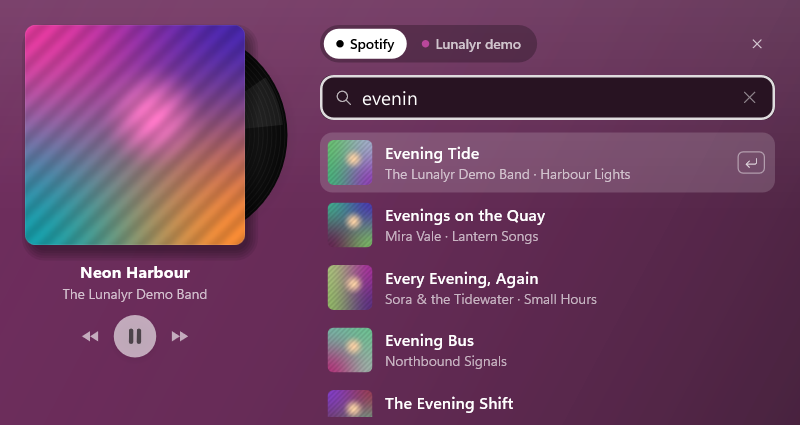 Spotify
Lunalyr demo
evenin
Evening Tide
The Lunalyr Demo Band · Harbour Lights
Evenings on the Quay
Mira Vale · Lantern Songs
Every Evening, Again
Sora & the Tidewater · Small Hours
Evening Bus
Northbound Signals
The Evening Shift
Neon Harbour
The Lunalyr Demo Band